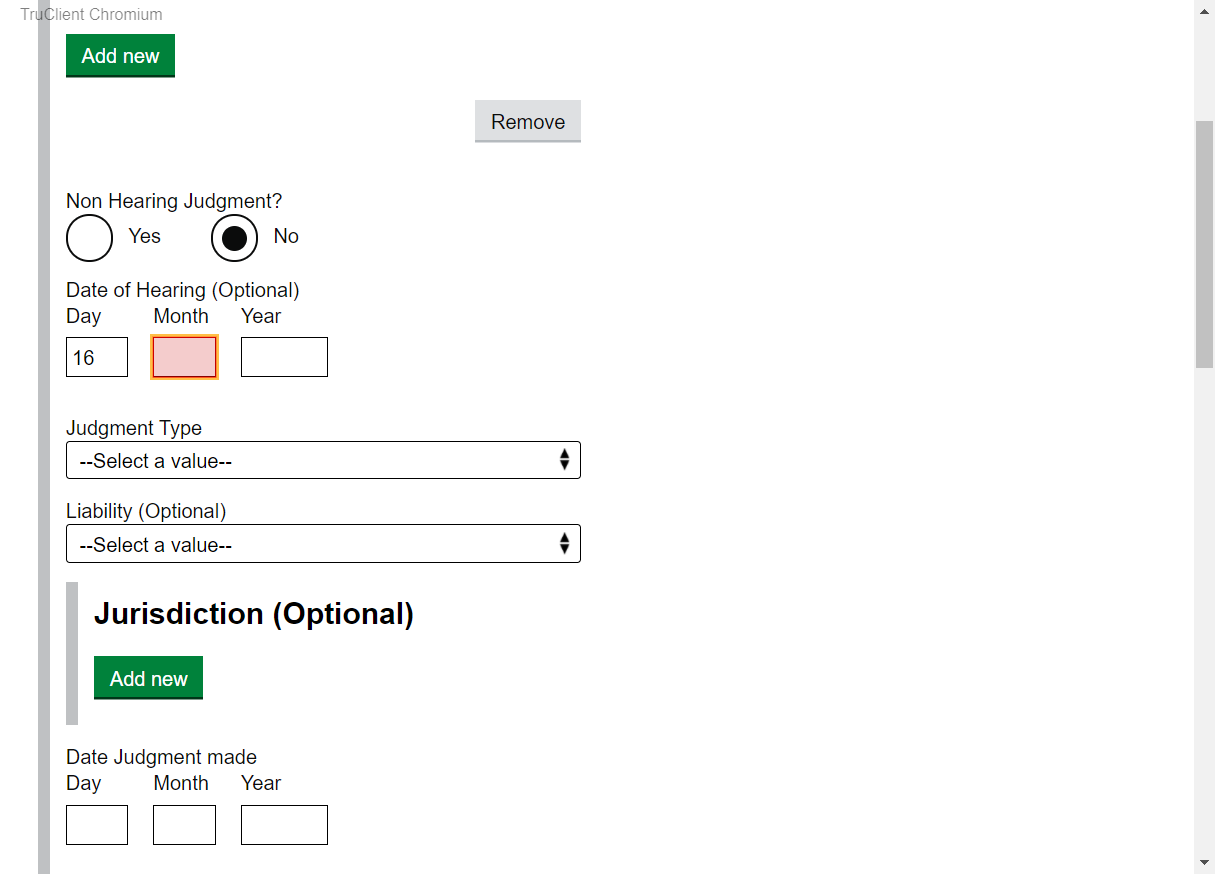 TruClient Chromium
Add new
Remove
Non Hearing Judgment?
Yes No
Date of Hearing (Optional)
Day Month Year
16
Judgment Type
--Select a value--
Liability (Optional)
--Select a value--
Jurisdiction (Optional)
Add new
Date Judgment made
Day Month Year